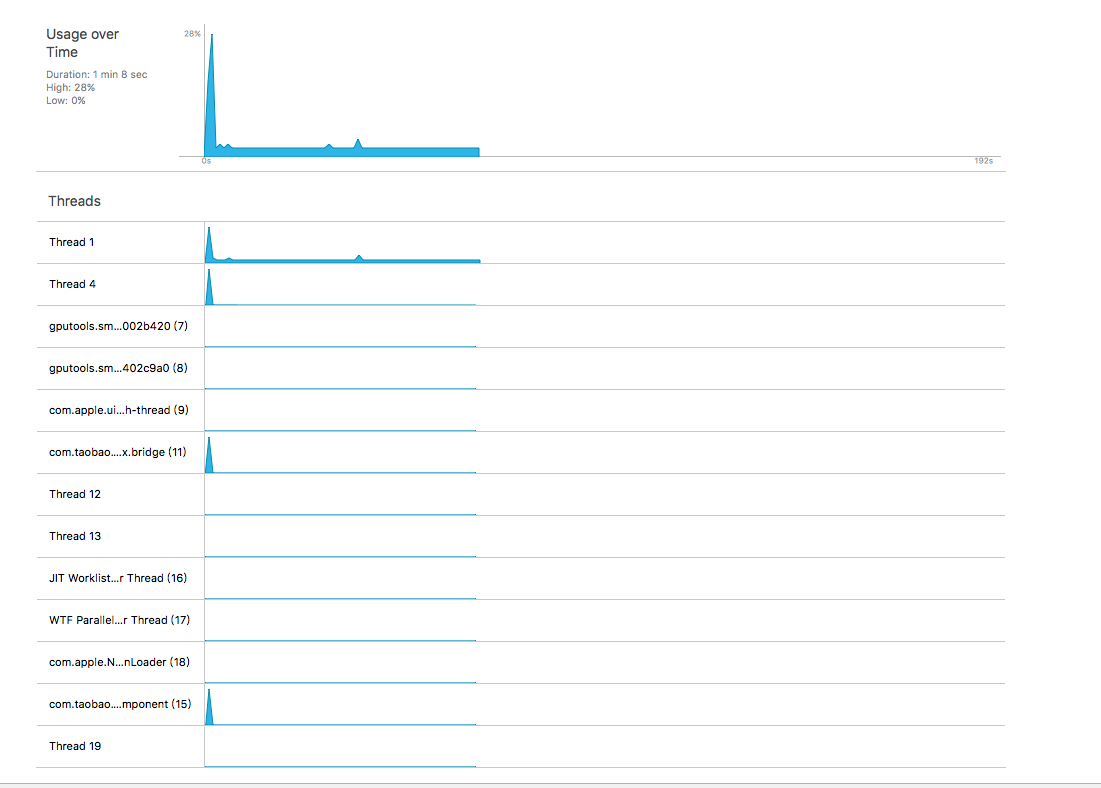 Usage over
Time
28%
Duration: 1 min 8 sec
High: 28%
Low: 0%
0s
192s
Threads
Thread 1
Thread 4
gputools.sm...002b420 (7)
gputools.sm...402c9a0 (8)
com.apple.ui...h-thread (9)
com.taobao....x.bridge (11)
Thread 12
Thread 13
JIT Worklist...r Thread (16)
WTF Parallel...r Thread (17)
com.apple.N...nLoader (18)
com.taobao....mponent (15)
Thread 19